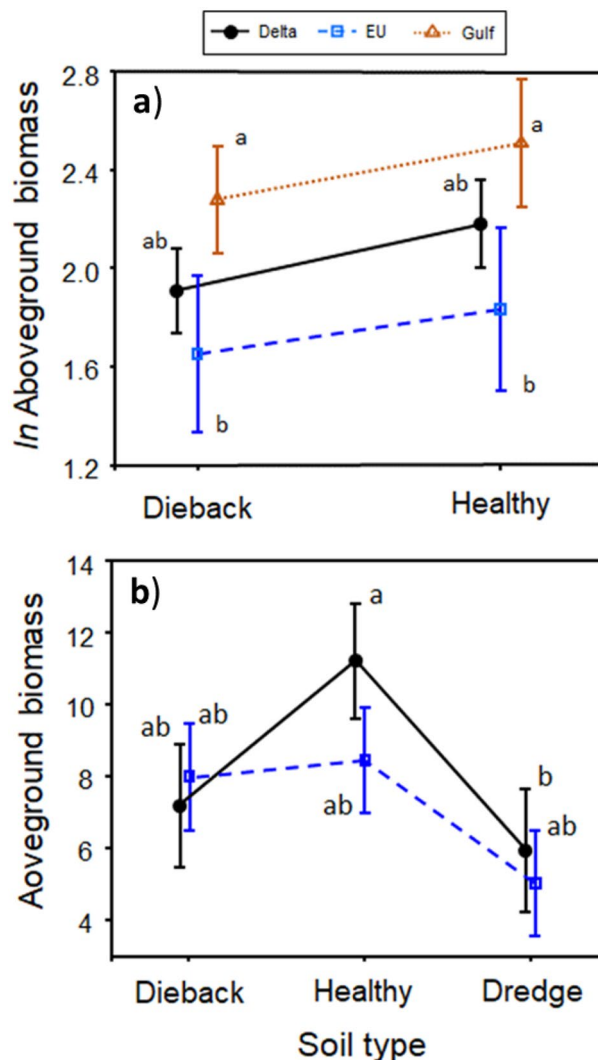 Delta EU Gulf
a)
2.8
2.4
2.0
1.6
1.2
ln Aboveground biomass
a
a
ab
ab
b
b
Dieback Healthy
b)
14
12
10
8
6
4
Aoveground biomass
a
ab ab
ab
b
ab
Dieback Healthy Dredge
Soil type